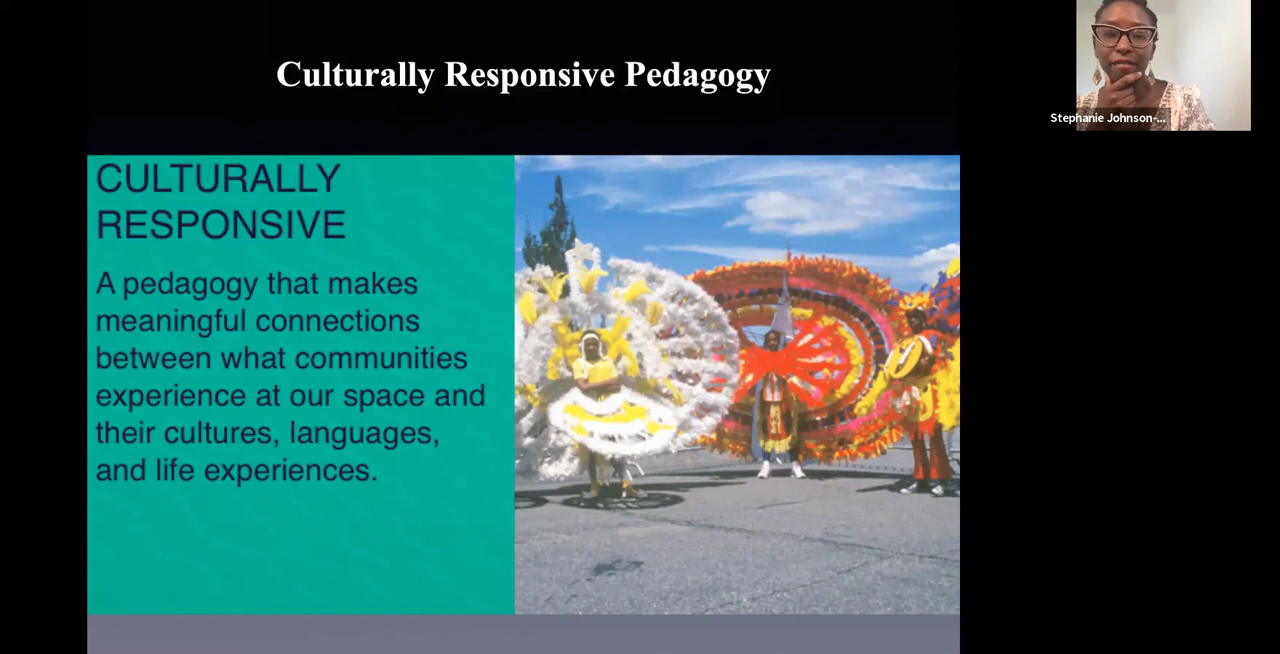 Culturally Responsive Pedagogy
CULTURALLY
RESPONSIVE
A pedagogy that makes
meaningful connections
between what communities
experience at our space and
their cultures, languages,
and life experiences.
Stephanie Johnson-...